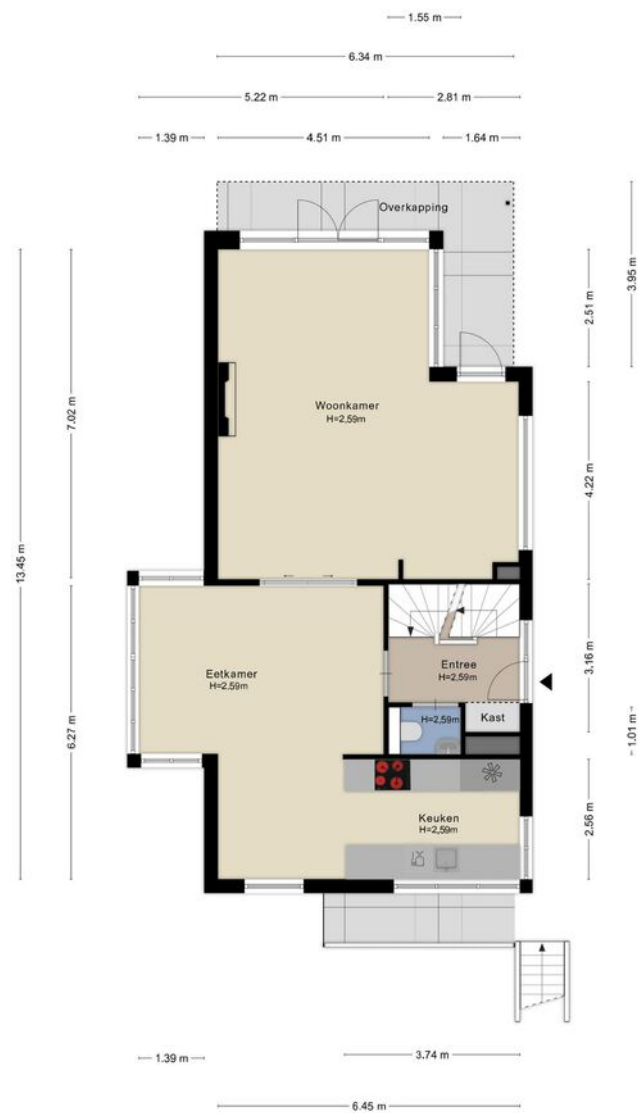 1.55 m
6.34 m
5.22 m
2.81 m
1.39 m
4.51 m
1.64 m
Overkapping
3.95 m
2.51 m
Woonkamer
H=2,59m
7.02 m
4.22 m
13.45 m
Eetkamer
H=2.59m
Entree
H=2,59m
3.16 m
H=2,59m
Kast
1.01 m
6.27 m
Keuken
H=2,59m
2.56 m
1.39 m
3.74 m
6.45 m